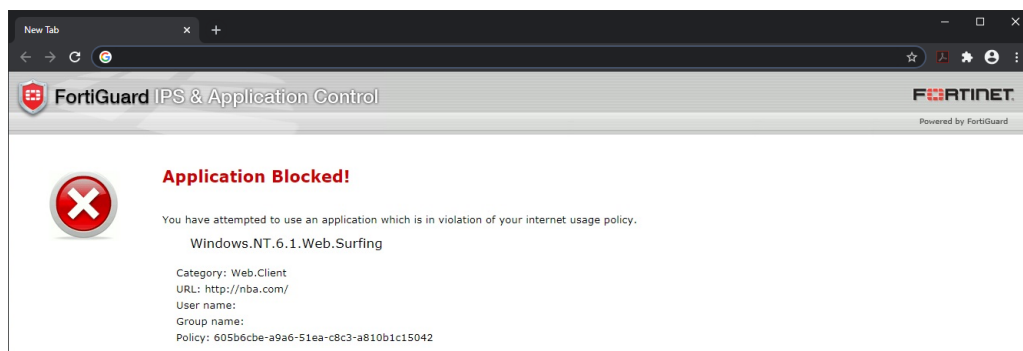 New Tab
FortiGuard IPS & Application Control
FORTINET
Powered by FortiGuard
Application Blocked!
You have attempted to use an application which is in violation of your internet usage policy.
Windows.NT.6.1.Web.Surfing
Category: Web.Client
URL: http://nba.com/
User name:
Group name:
Policy: 605b6cbe-a9a6-51ea-c8c3-a810b1c15042